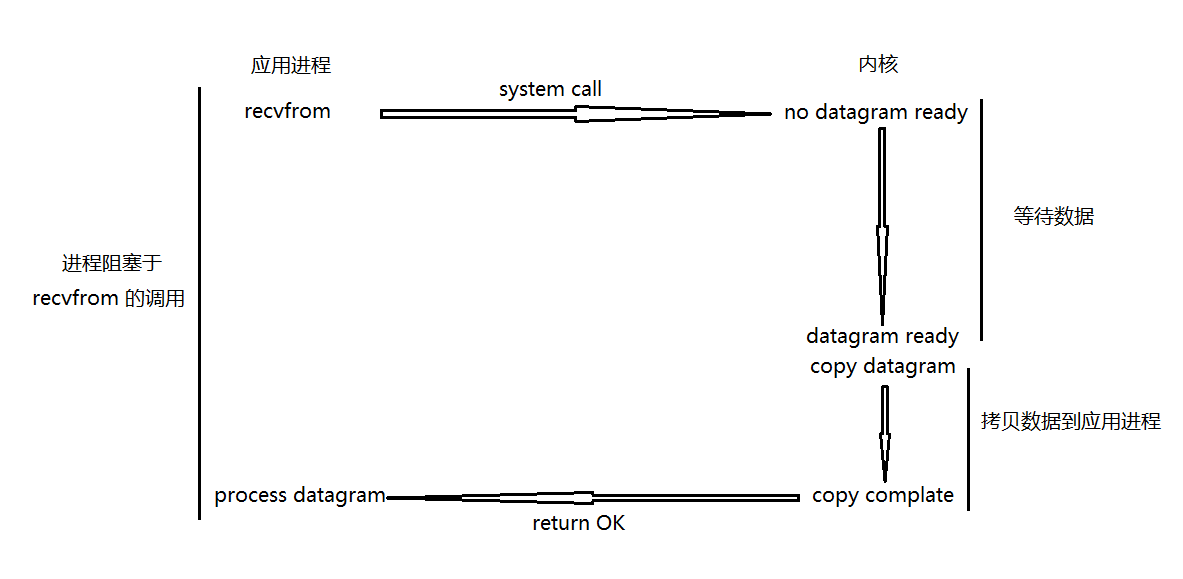 应用进程
内核
system call
recvfrom
no datagram ready
等待数据
进程阻塞于
recvfrom 的调用
datagram ready
copy datagram
拷贝数据到应用进程
process datagram
copy complate
return OK